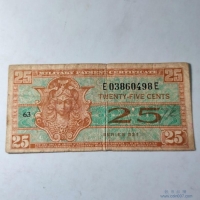 MILITARY PAYMENT CERTIFICATE
25
25
E03860498E
TWENTY-FIVE CENTS
63
25
SERIES 521
25
25